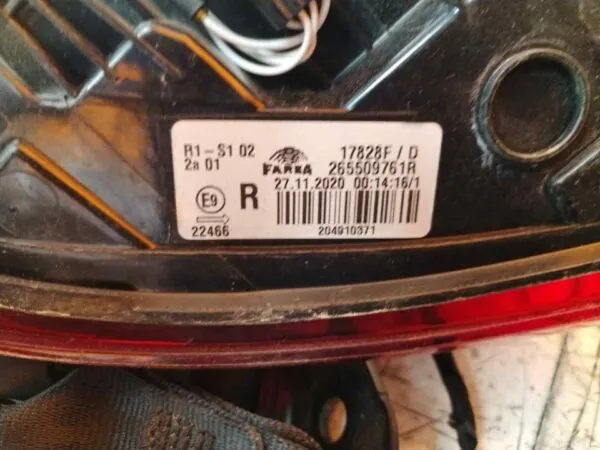 R1-S1 02
2a 01
FARBA
17828F / D
265509761R
27.11.2020 00:14:16/1
E9
R
22466
204910371